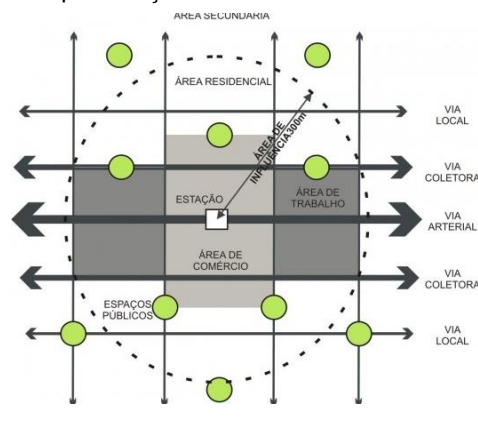 ÁREA SECUNDÁRIA
ÁREA RESIDENCIAL
VIA
LOCAL
ÁREA DE
INFLUÊNCIA300m
VIA
COLETORA
ESTAÇÃO
ÁREA DE
TRABALHO
VIA
ARTERIAL
ÁREA DE
COMÉRCIO
VIA
COLETORA
ESPAÇOS
PÚBLICOS
VIA
LOCAL